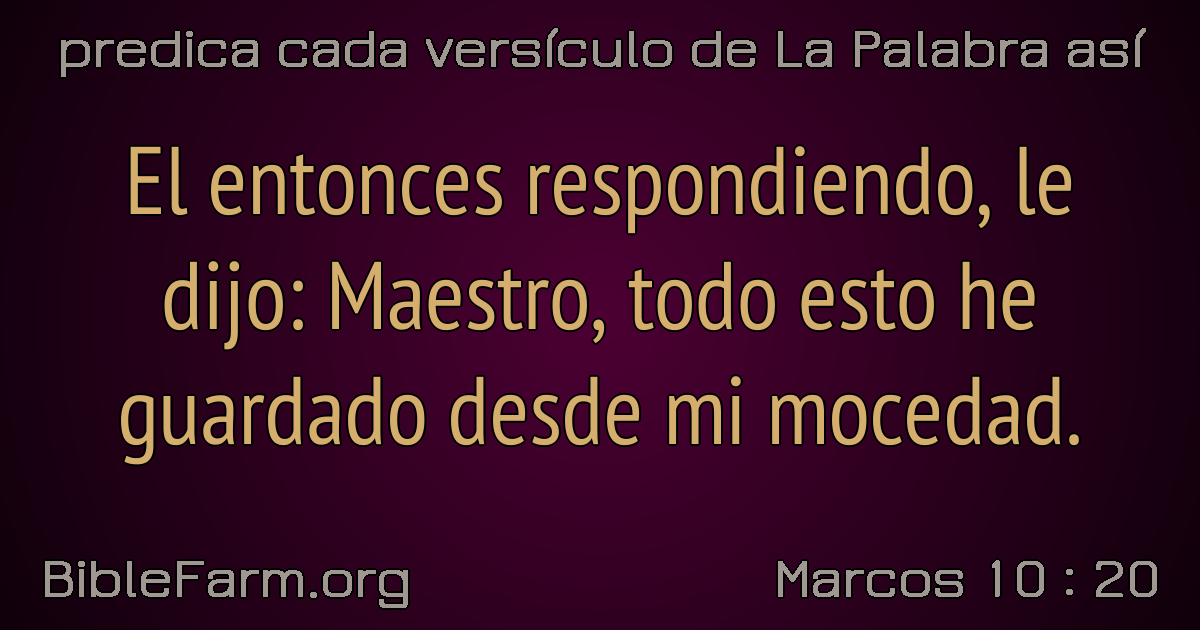 predica cada versículo de La Palabra así
El entonces respondiendo, le
dijo: Maestro, todo esto he
guardado desde mi mocedad.
BibleFarm.org
Marcos 10 : 20